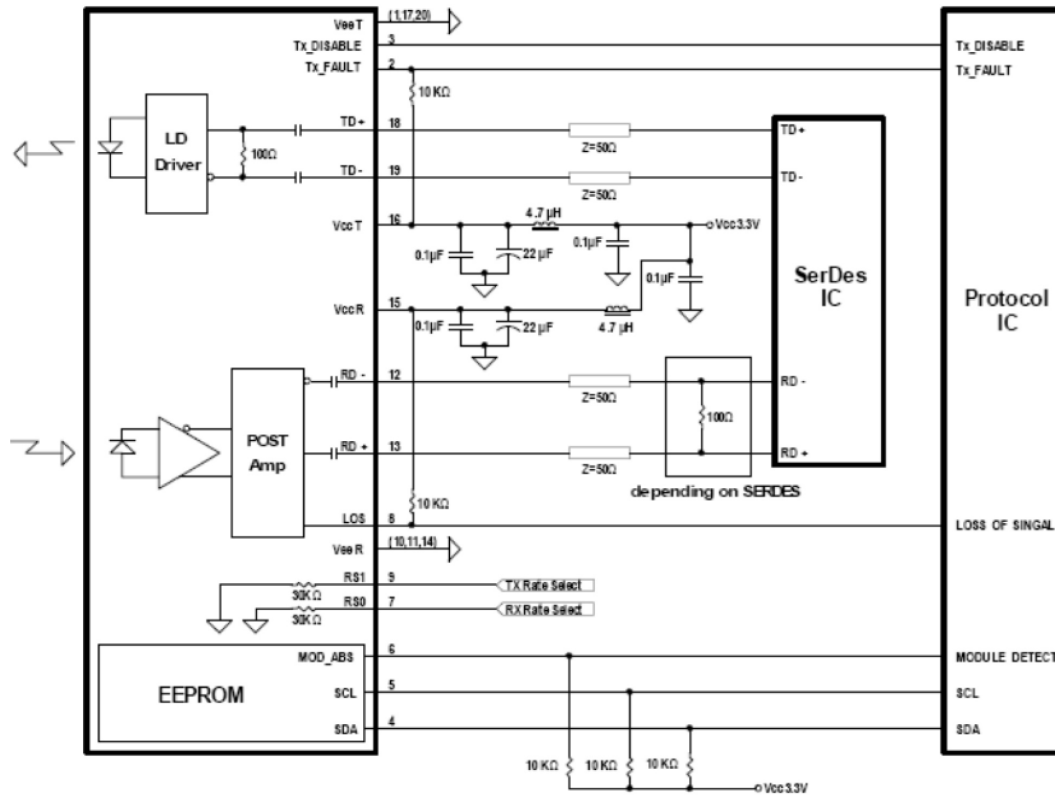 VeeT (1,17,20)
Tx_DISABLE 3 Tx_DISABLE
Tx_FAULT 2 Tx_FAULT
10 KΩ
LD
Driver
100Ω
TD+ 18 Z=50Ω TD+
TD- 19 Z=50Ω TD-
VccT 16 4.7 µH Vcc3.3V
0.1µF 22 µF 0.1µF
0.1µF
SerDes
IC
Protocol
IC
VccR 15
0.1µF 22 µF 4.7 µH
RD - 12 Z=50Ω RD -
100Ω
POST
Amp
RD + 13 Z=50Ω RD +
depending on SERDES
10 KΩ
LOS 8 LOSS OF SINGAL
VeeR (10,11,14)
RS1 9 TX Rate Select
30KΩ
RS0 7 RX Rate Select
30KΩ
MOD_ABS 6 MODULE DETECT
EEPROM
SCL 5 SCL
SDA 4 SDA
10 KΩ 10 KΩ 10 KΩ
Vcc3.3V